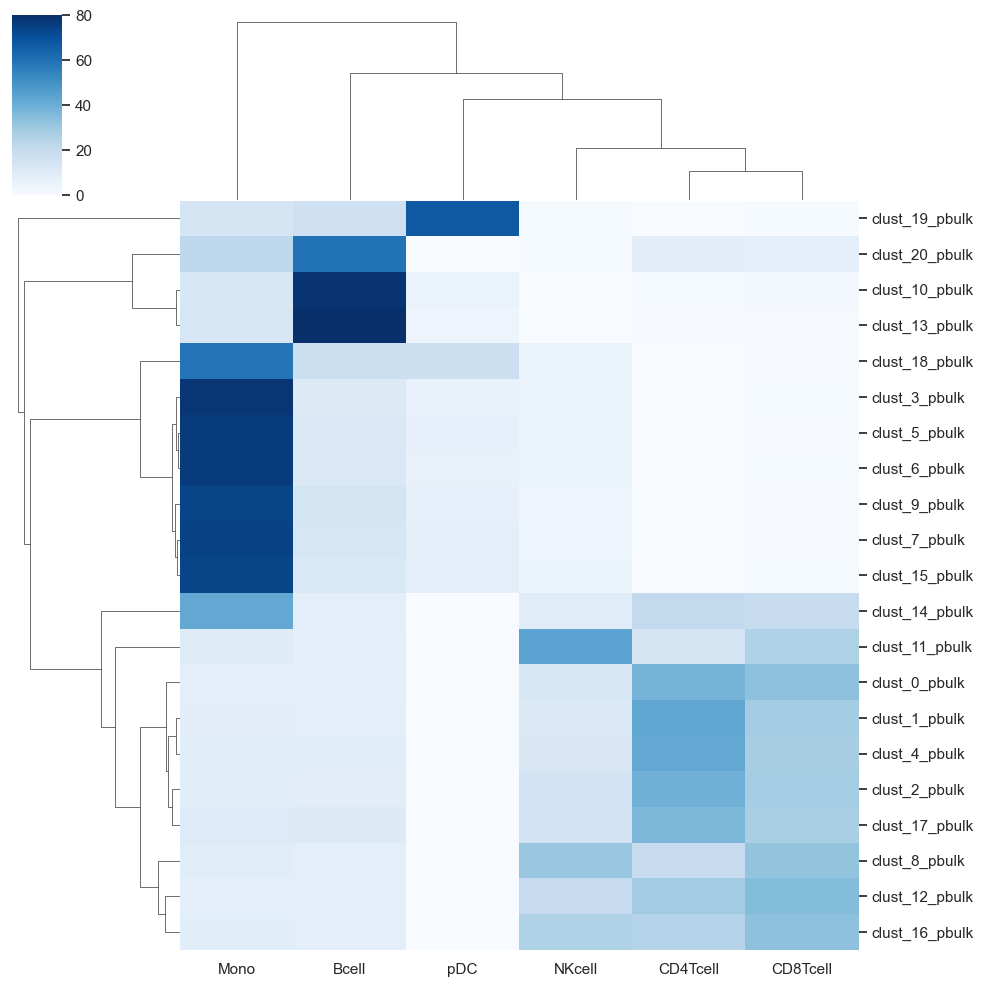 80
60
40
20
0
clust_19_pbulk
clust_20_pbulk
clust_10_pbulk
clust_13_pbulk
clust_18_pbulk
clust_3_pbulk
clust_5_pbulk
clust_6_pbulk
clust_9_pbulk
clust_7_pbulk
clust_15_pbulk
clust_14_pbulk
clust_11_pbulk
clust_0_pbulk
clust_1_pbulk
clust_4_pbulk
clust_2_pbulk
clust_17_pbulk
clust_8_pbulk
clust_12_pbulk
clust_16_pbulk
Mono Bcell pDC NKcell CD4Tcell CD8Tcell